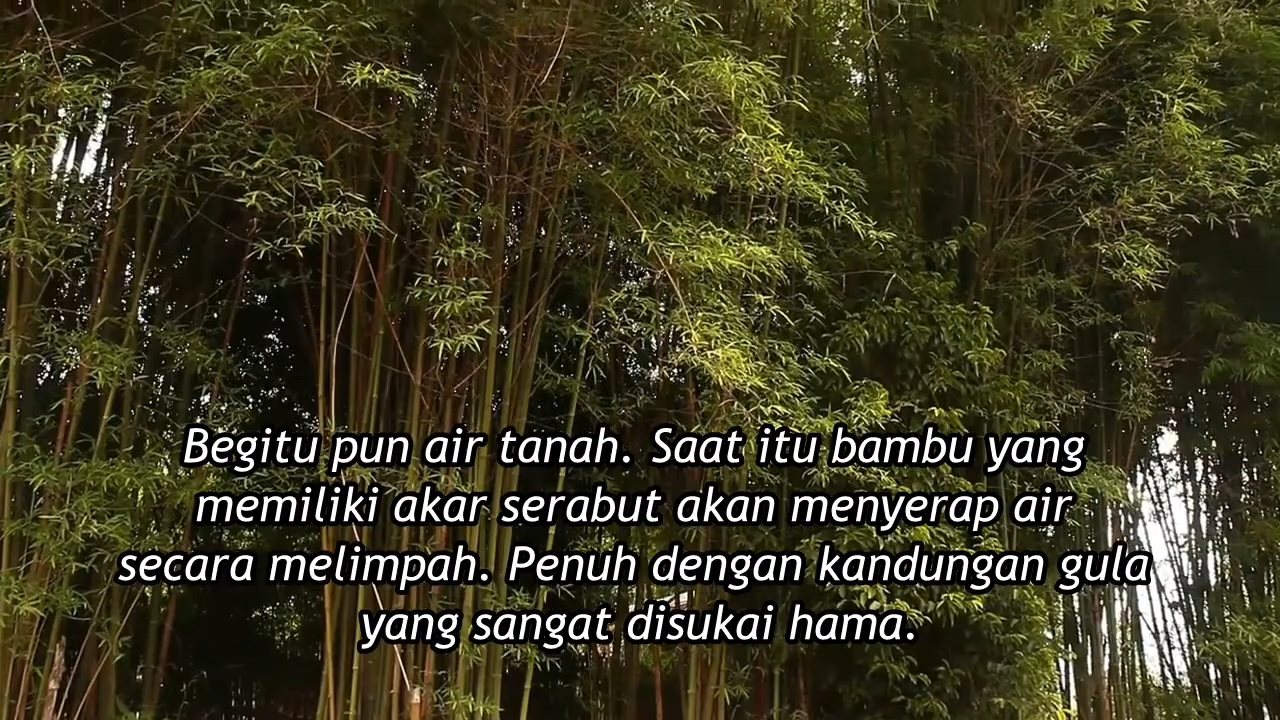 Begitu pun air tanah. Saat itu bambu yang
memiliki akar serabut akan menyerap air
secara melimpah. Penuh dengan kandungan gula
yang sangat disukai hama.